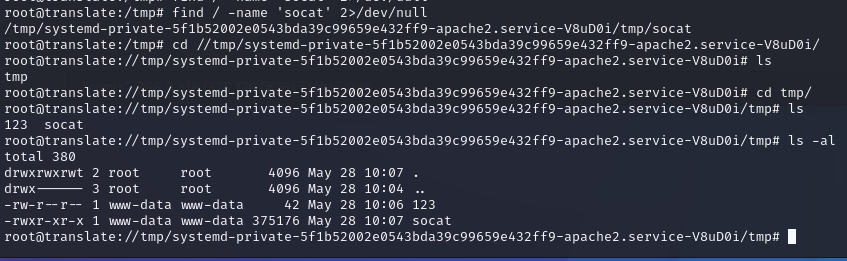 root@translate:/tmp# find / -name 'socat' 2>/dev/null
/tmp/systemd-private-5f1b52002e0543bda39c99659e432ff9-apache2.service-V8uD0i/tmp/socat
root@translate:/tmp# cd //tmp/systemd-private-5f1b52002e0543bda39c99659e432ff9-apache2.service-V8uD0i/
root@translate://tmp/systemd-private-5f1b52002e0543bda39c99659e432ff9-apache2.service-V8uD0i# ls
tmp
root@translate://tmp/systemd-private-5f1b52002e0543bda39c99659e432ff9-apache2.service-V8uD0i# cd tmp/
root@translate://tmp/systemd-private-5f1b52002e0543bda39c99659e432ff9-apache2.service-V8uD0i/tmp# ls
123  socat
root@translate://tmp/systemd-private-5f1b52002e0543bda39c99659e432ff9-apache2.service-V8uD0i/tmp# ls -al
total 380
drwxrwxrwt 2 root     root       4096 May 28 10:07 .
drwx------ 3 root     root       4096 May 28 10:04 ..
-rw-r--r-- 1 www-data www-data     42 May 28 10:06 123
-rwxr-xr-x 1 www-data www-data 375176 May 28 10:07 socat
root@translate://tmp/systemd-private-5f1b52002e0543bda39c99659e432ff9-apache2.service-V8uD0i/tmp#